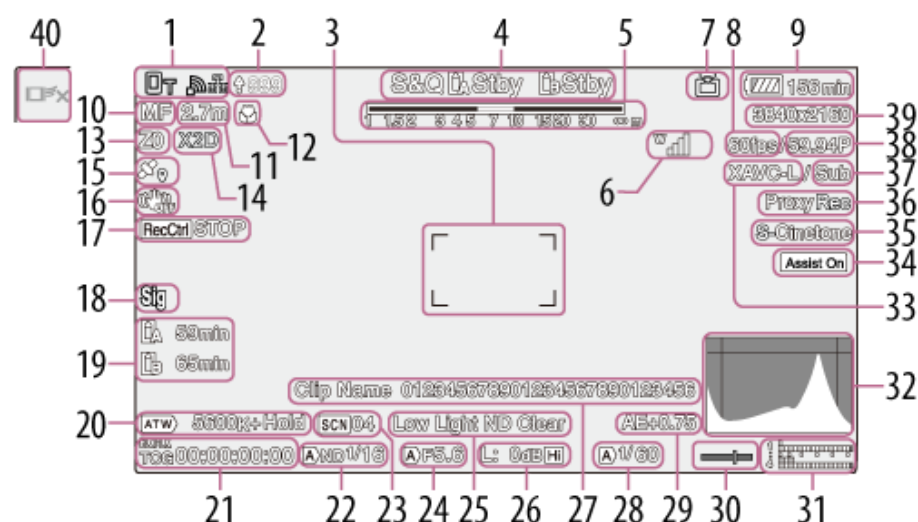 40 1 2 3 4 5 7 8 9
999 S&Q A Stby B Stby 156min
10 MF 2.7m 1 1.5 2 3 4 5 7 10 15 20 30 ∞ m 3840x2160 39
13 Z0 X2D 11 12 60fps/59.94P 38
15 14 6 XAVC-L / Sub 37
16 Proxy Rec 36
17 RecCtrl STOP S-Cinetone 35
Assist On 34
18 Sig 33
A 59min
19 B 65min 32
Clip Name 012345678901234567890123456
20 ATW 5600K+Hold SCN 04 Low Light ND Clear AE+0.75
TCG 00:00:00:00 A ND1/16 A F5.6 L: 0dB Hi A 1/60
21 22 23 24 25 26 27 28 29 30 31